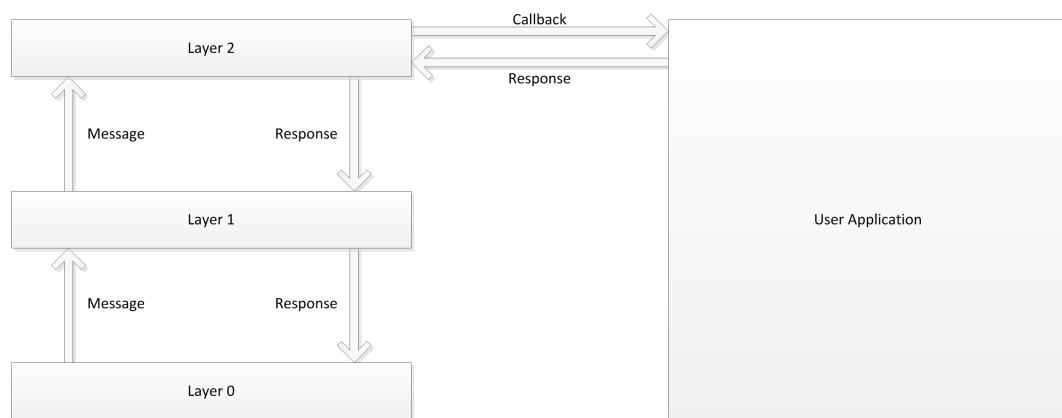 Callback
Layer 2
Response
Message
Response
Layer 1
User Application
Message
Response
Layer 0